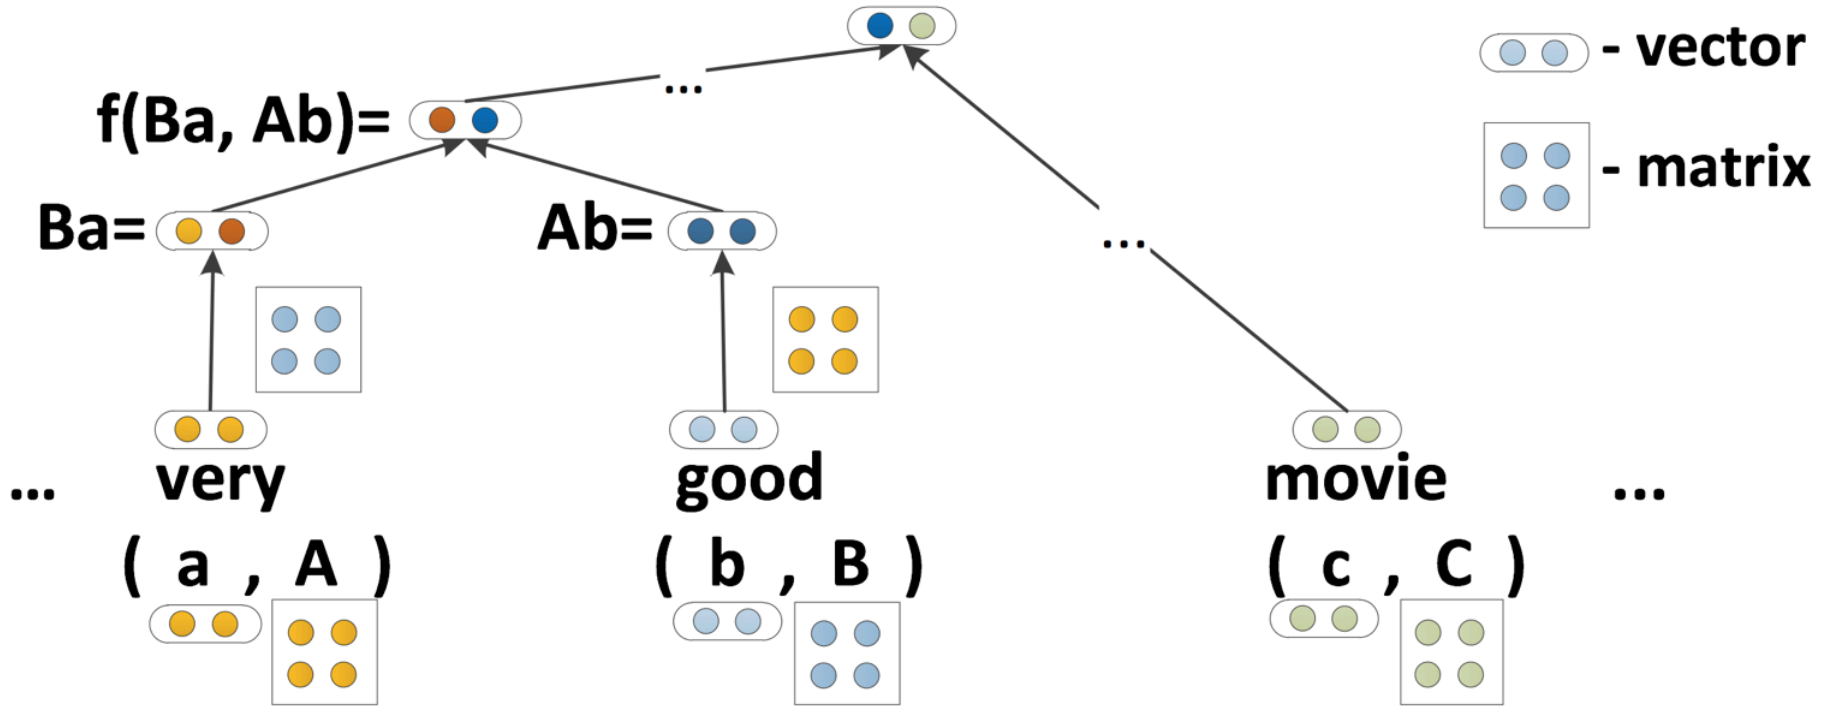 ...
- vector
f(Ba, Ab)=
- matrix
Ba=
Ab=
...
... very good movie ...
( a , A ) ( b , B ) ( c , C )